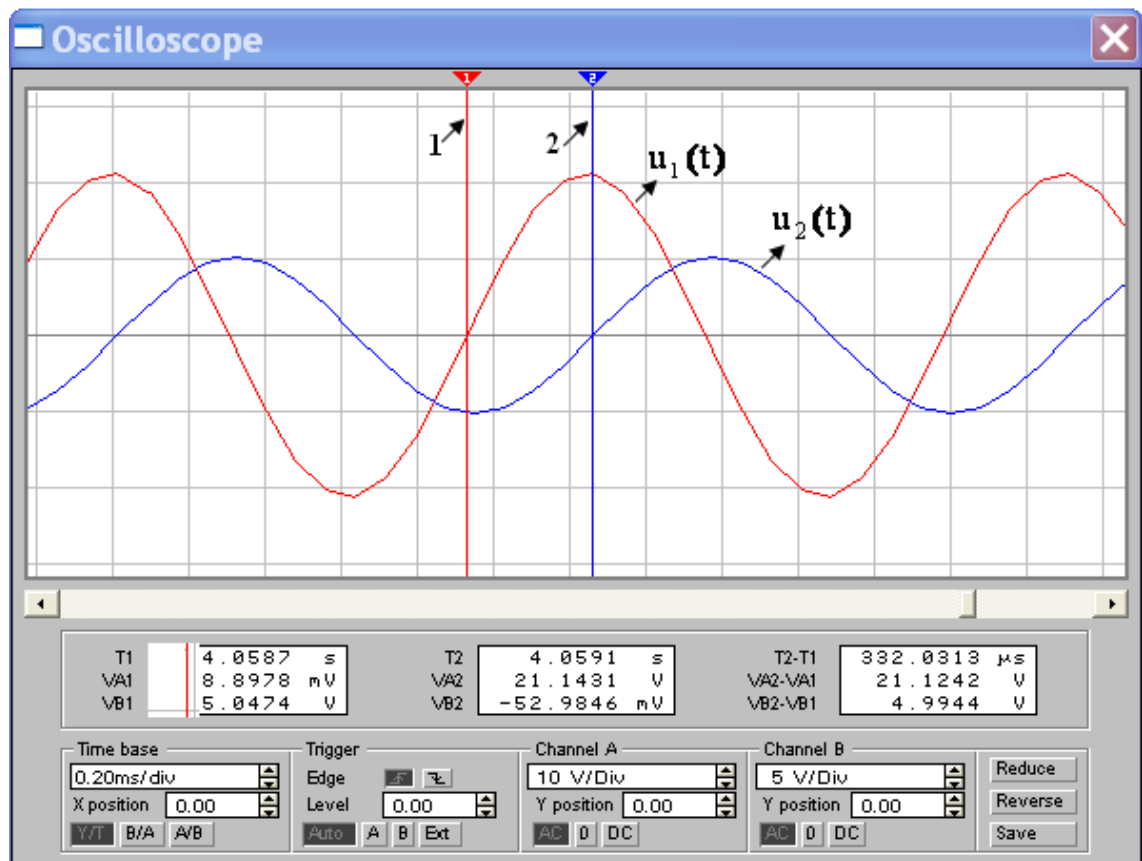 Oscilloscope
1 2
1 2 u1(t)
u2(t)
T1 4.0587 s T2 4.0591 s T2-T1 332.0313 µs
VA1 8.8978 mV VA2 21.1431 V VA2-VA1 21.1242 V
VB1 5.0474 V VB2 -52.9846 mV VB2-VB1 4.9944 V
Time base Trigger Channel A Channel B
0.20ms/div Edge 10 V/Div 5 V/Div Reduce
X position 0.00 Level 0.00 Y position 0.00 Y position 0.00 Reverse
Y/T B/A A/B Auto A B Ext AC 0 DC AC 0 DC Save